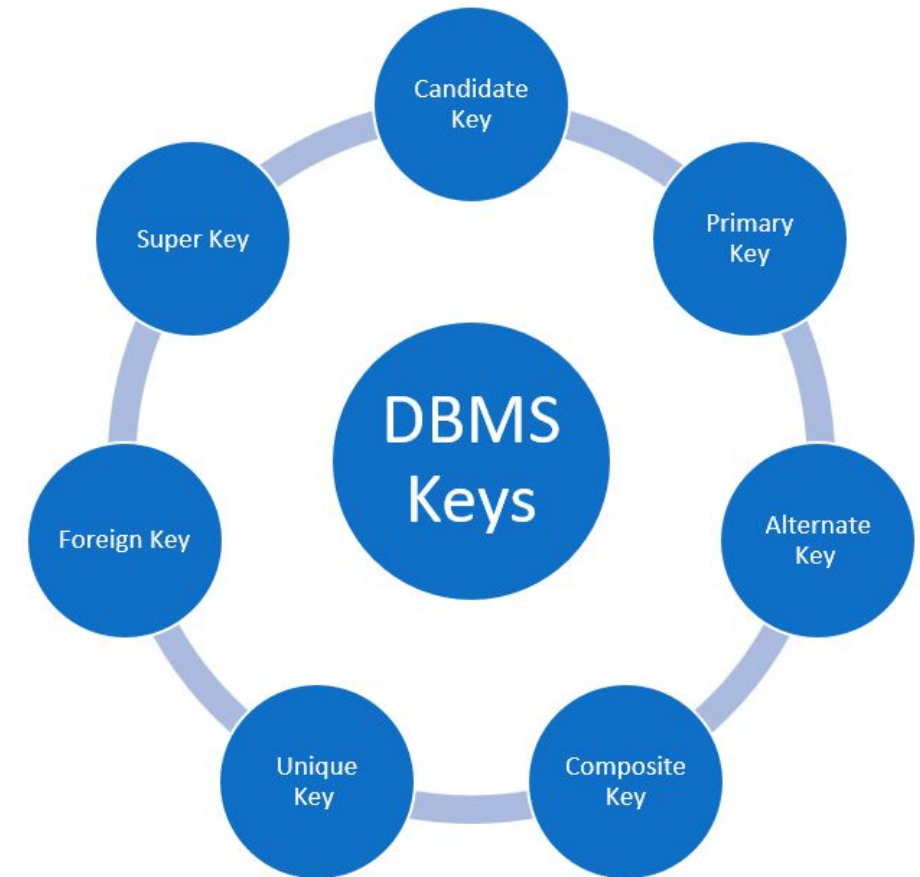 Candidate
Key
Primary
Key
Alternate
Key
Composite
Key
Unique
Key
Foreign Key
Super Key
DBMS
Keys